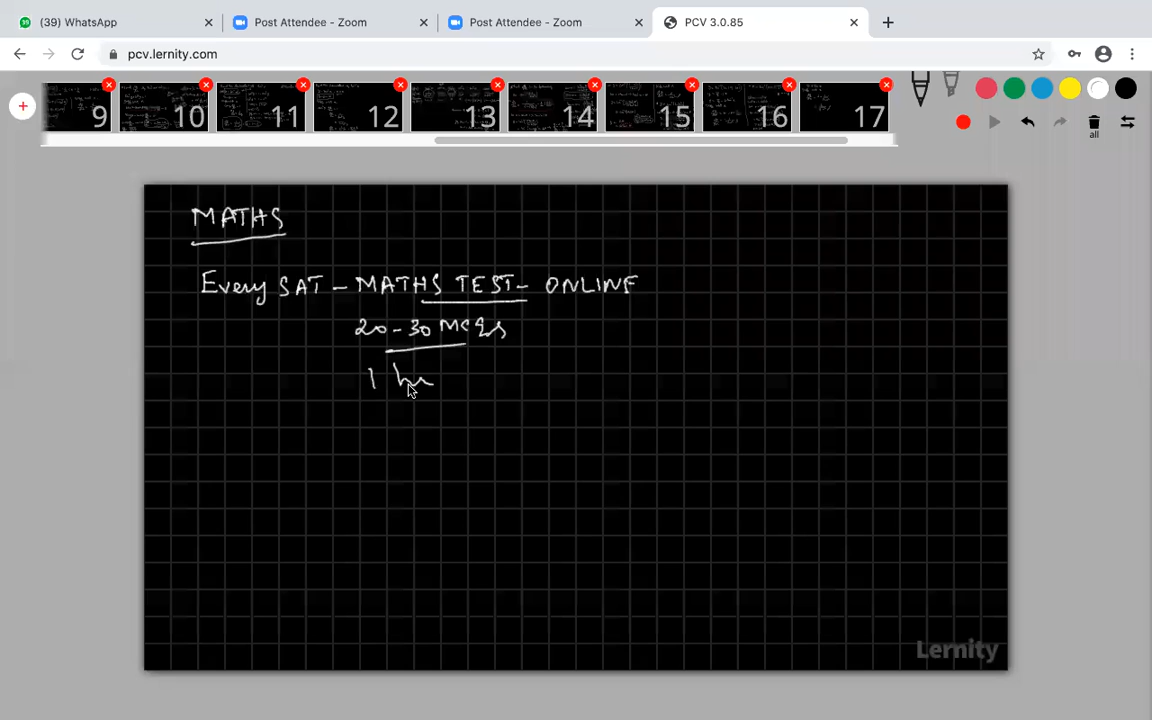 (39) WhatsApp
Post Attendee - Zoom
Post Attendee - Zoom
PCV 3.0.85
pcv.lernity.com
9
10
11
12
13
14
15
16
17
all
MATHS
Every SAT - MATHS TEST - ONLINE
20 - 30 MCQs
1 hr
Lernity